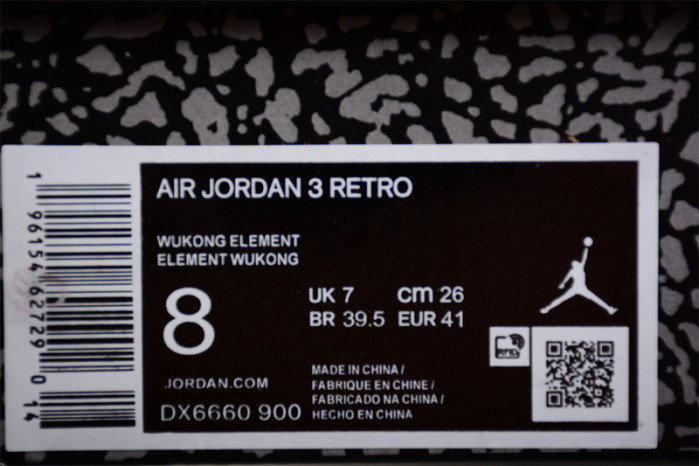 1 96154 62729 0 14
AIR JORDAN 3 RETRO
WUKONG ELEMENT
ELEMENT WUKONG
8
UK 7 cm 26
BR 39.5 EUR 41
RFID
JORDAN.COM
DX6660 900
MADE IN CHINA /
FABRIQUE EN CHINE /
FABRICADO NA CHINA /
HECHO EN CHINA